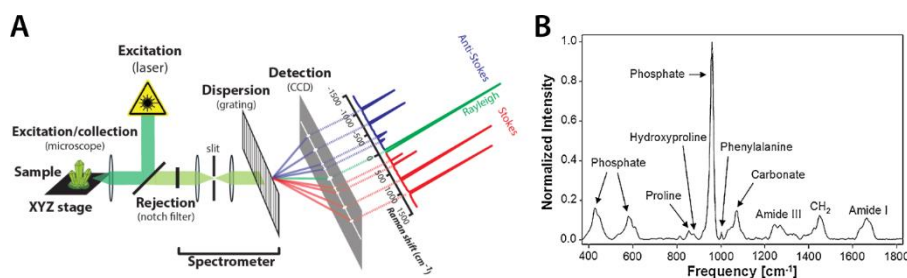 A
Excitation
(laser)
Excitation/collection
(microscope)
Sample
XYZ stage
Rejection
(notch filter)
slit
Spectrometer
Dispersion
(grating)
Detection
(CCD)
Anti-Stokes
Rayleigh
Stokes
-1500
-1000
-500
0
500
1000
1500
Raman shift (cm-1)
B
Normalized Intensity
1.0
0.8
0.6
0.4
0.2
0.0
Phosphate
Hydroxyproline
Phenylalanine
Phosphate
Carbonate
Proline
Amide III
CH2
Amide I
400 600 800 1000 1200 1400 1600 1800
Frequency [cm-1]